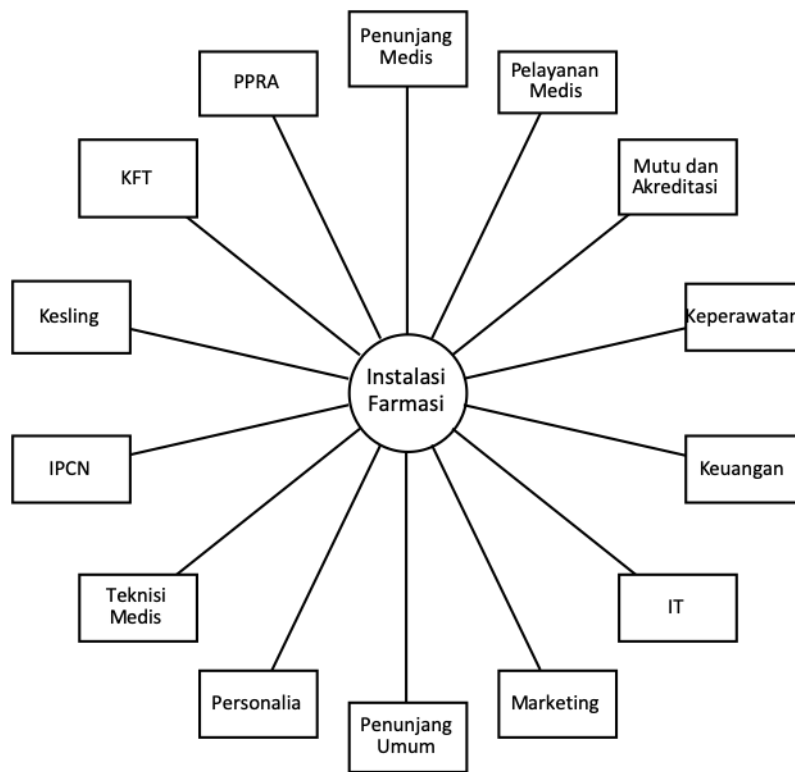 Penunjang
Medis
Pelayanan
Medis
PPRA
Mutu dan
Akreditasi
KFT
Kesling
Keperawatan
Instalasi
Farmasi
IPCN
Keuangan
Teknisi
Medis
IT
Personalia
Marketing
Penunjang
Umum